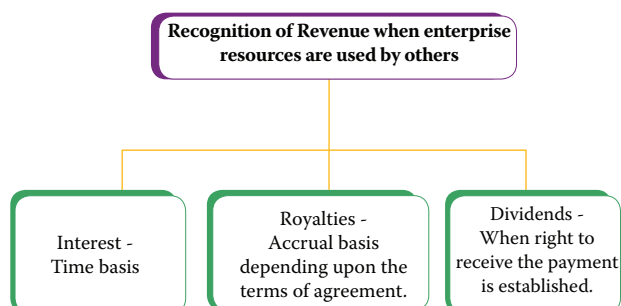 Recognition of Revenue when enterprise
resources are used by others
Interest -
Time basis
Royalties -
Accrual basis
depending upon the
terms of agreement.
Dividends -
When right to
receive the payment
is established.